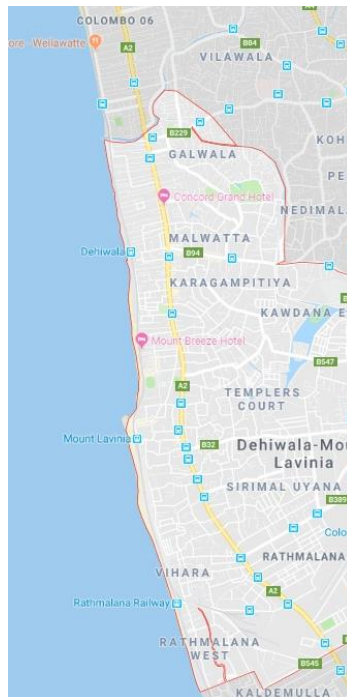 COLOMBO 06
A2
B84
ore - Wellawatte
VILAWALA
B229
KOH
GALWALA
PE
Concord Grand Hotel
NEDIMAL
MALWATTA
Dehiwala
B94
KARAGAMPITIYA
KAWDANA E
Mount Breeze Hotel
B547
A2
TEMPLERS
COURT
Mount Lavinia
B32
Dehiwala-Mou
Lavinia
SIRIMAL UYANA
B389
Colo
RATHMALANA
VIHARA
A2
Rathmalana Railway
RATHMALANA
WEST
B545
KALDEMULLA